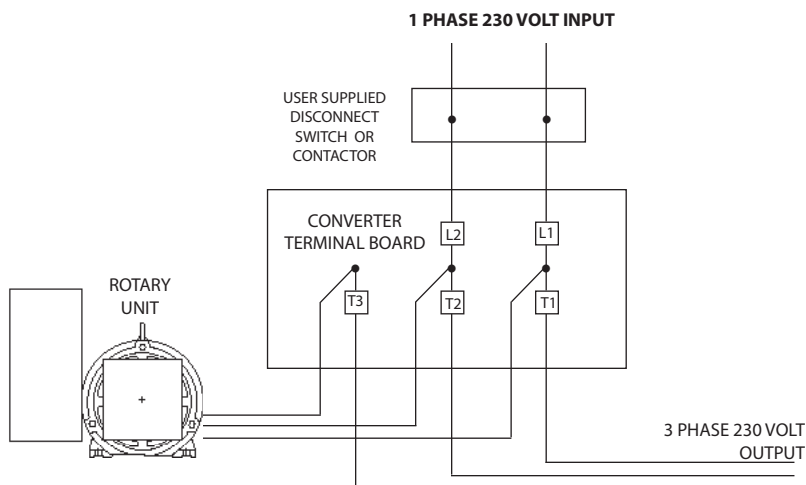 1 PHASE 230 VOLT INPUT
USER SUPPLIED
DISCONNECT
SWITCH OR
CONTACTOR
CONVERTER
TERMINAL BOARD
L2
L1
ROTARY
UNIT
T3
T2
T1
3 PHASE 230 VOLT
OUTPUT